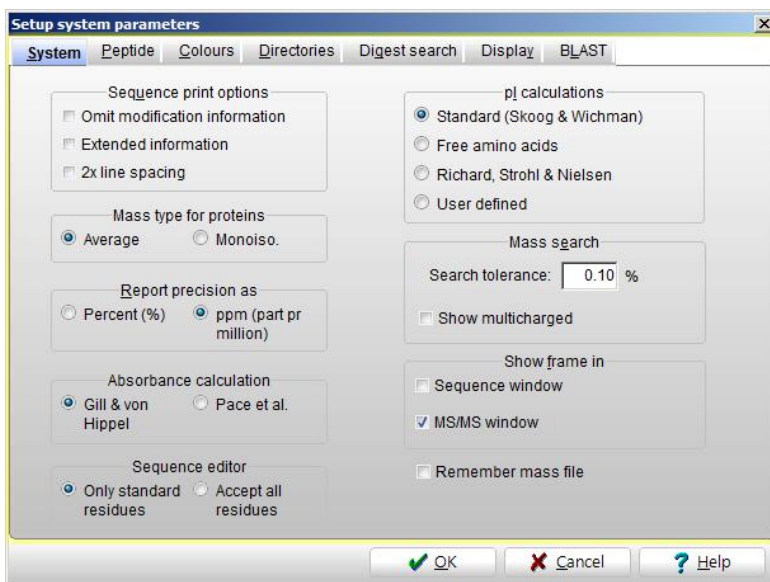 Setup system parameters
System Peptide Colours Directories Digest search Display BLAST
Sequence print options
Omit modification information
Extended information
2x line spacing
Mass type for proteins
Average Monoiso.
Report precision as
Percent (%) ppm (part pr
million)
Absorbance calculation
Gill & von Pace et al.
Hippel
Sequence editor
Only standard Accept all
residues residues
pI calculations
Standard (Skoog & Wichman)
Free amino acids
Richard, Strohl & Nielsen
User defined
Mass search
Search tolerance: 0.10 %
Show multicharged
Show frame in
Sequence window
MS/MS window
Remember mass file
OK Cancel Help